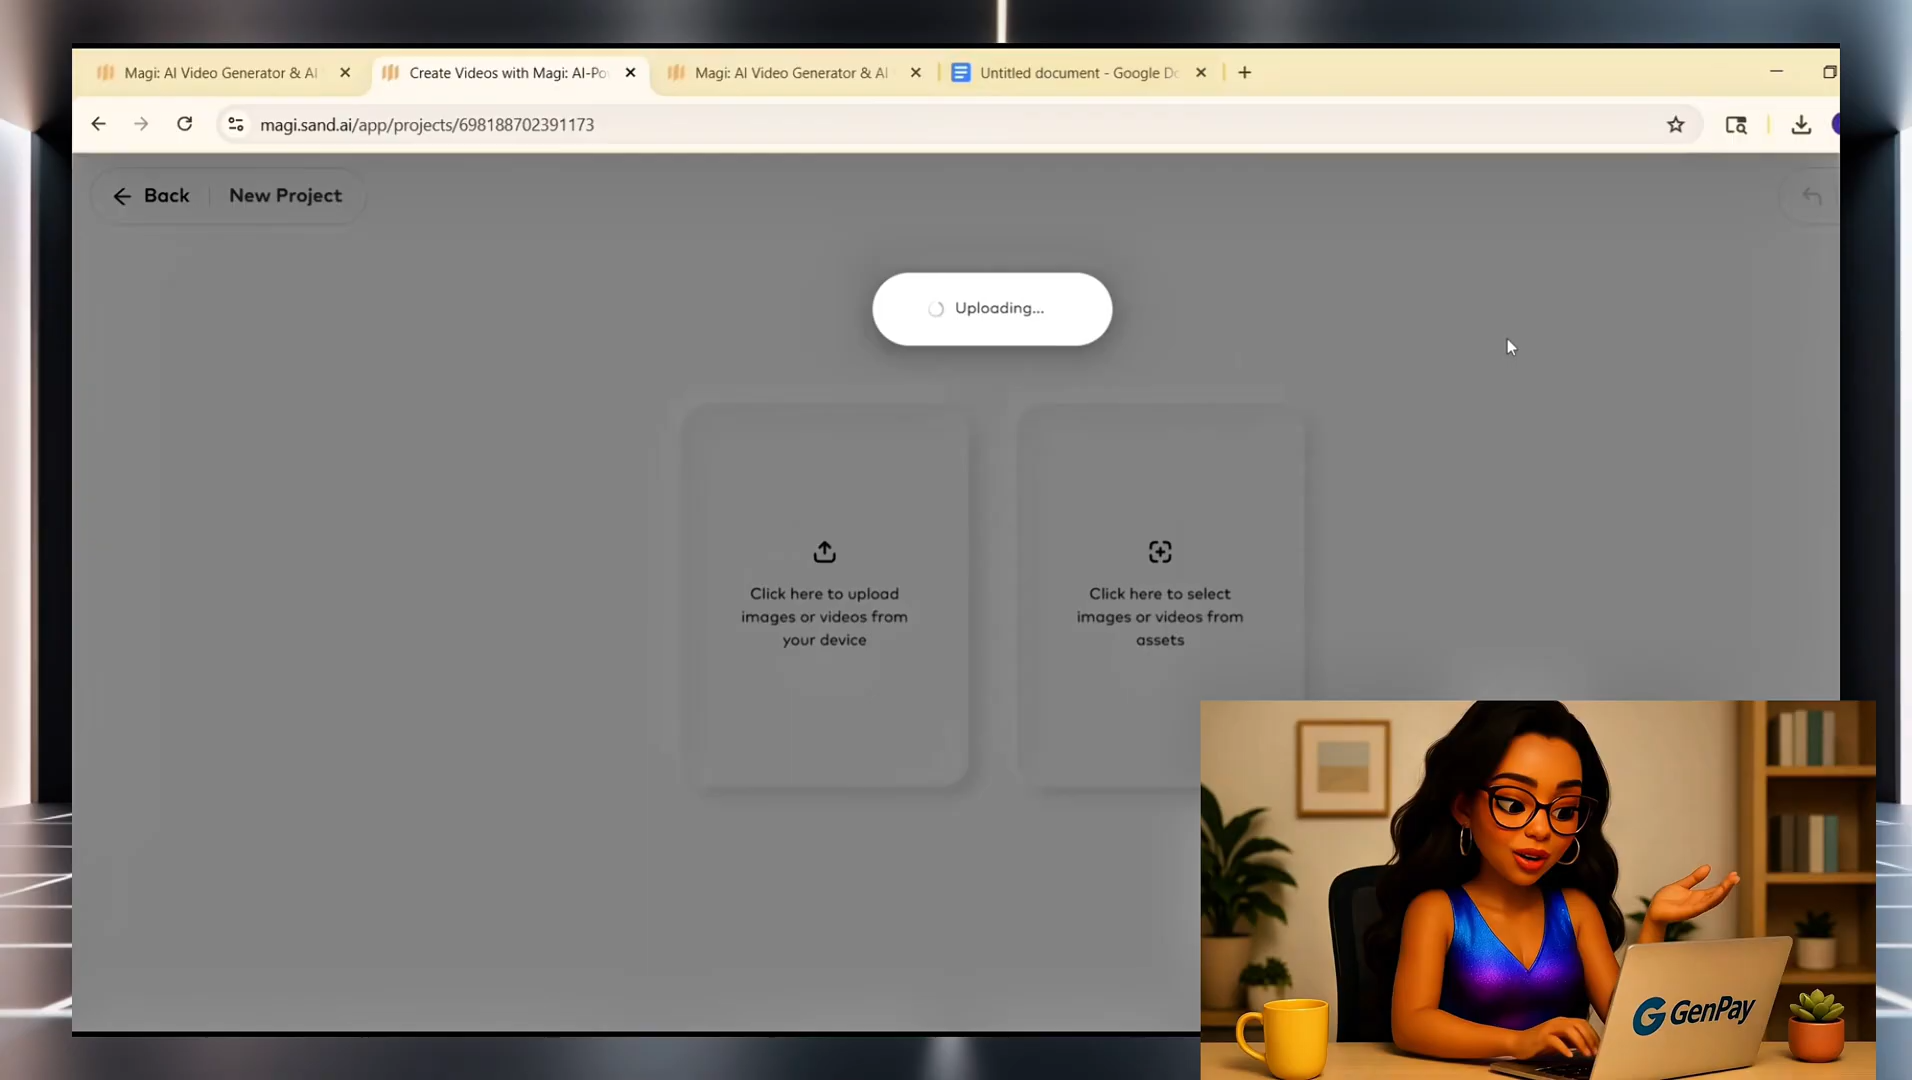 Magi: AI Video Generator & AI
Create Videos with Magi: AI-Po
Magi: AI Video Generator & AI
Untitled document - Google Do
magi.sand.ai/app/projects/698188702391173
Back
New Project
Uploading...
Click here to upload
images or videos from
your device
Click here to select
images or videos from
assets
GenPay